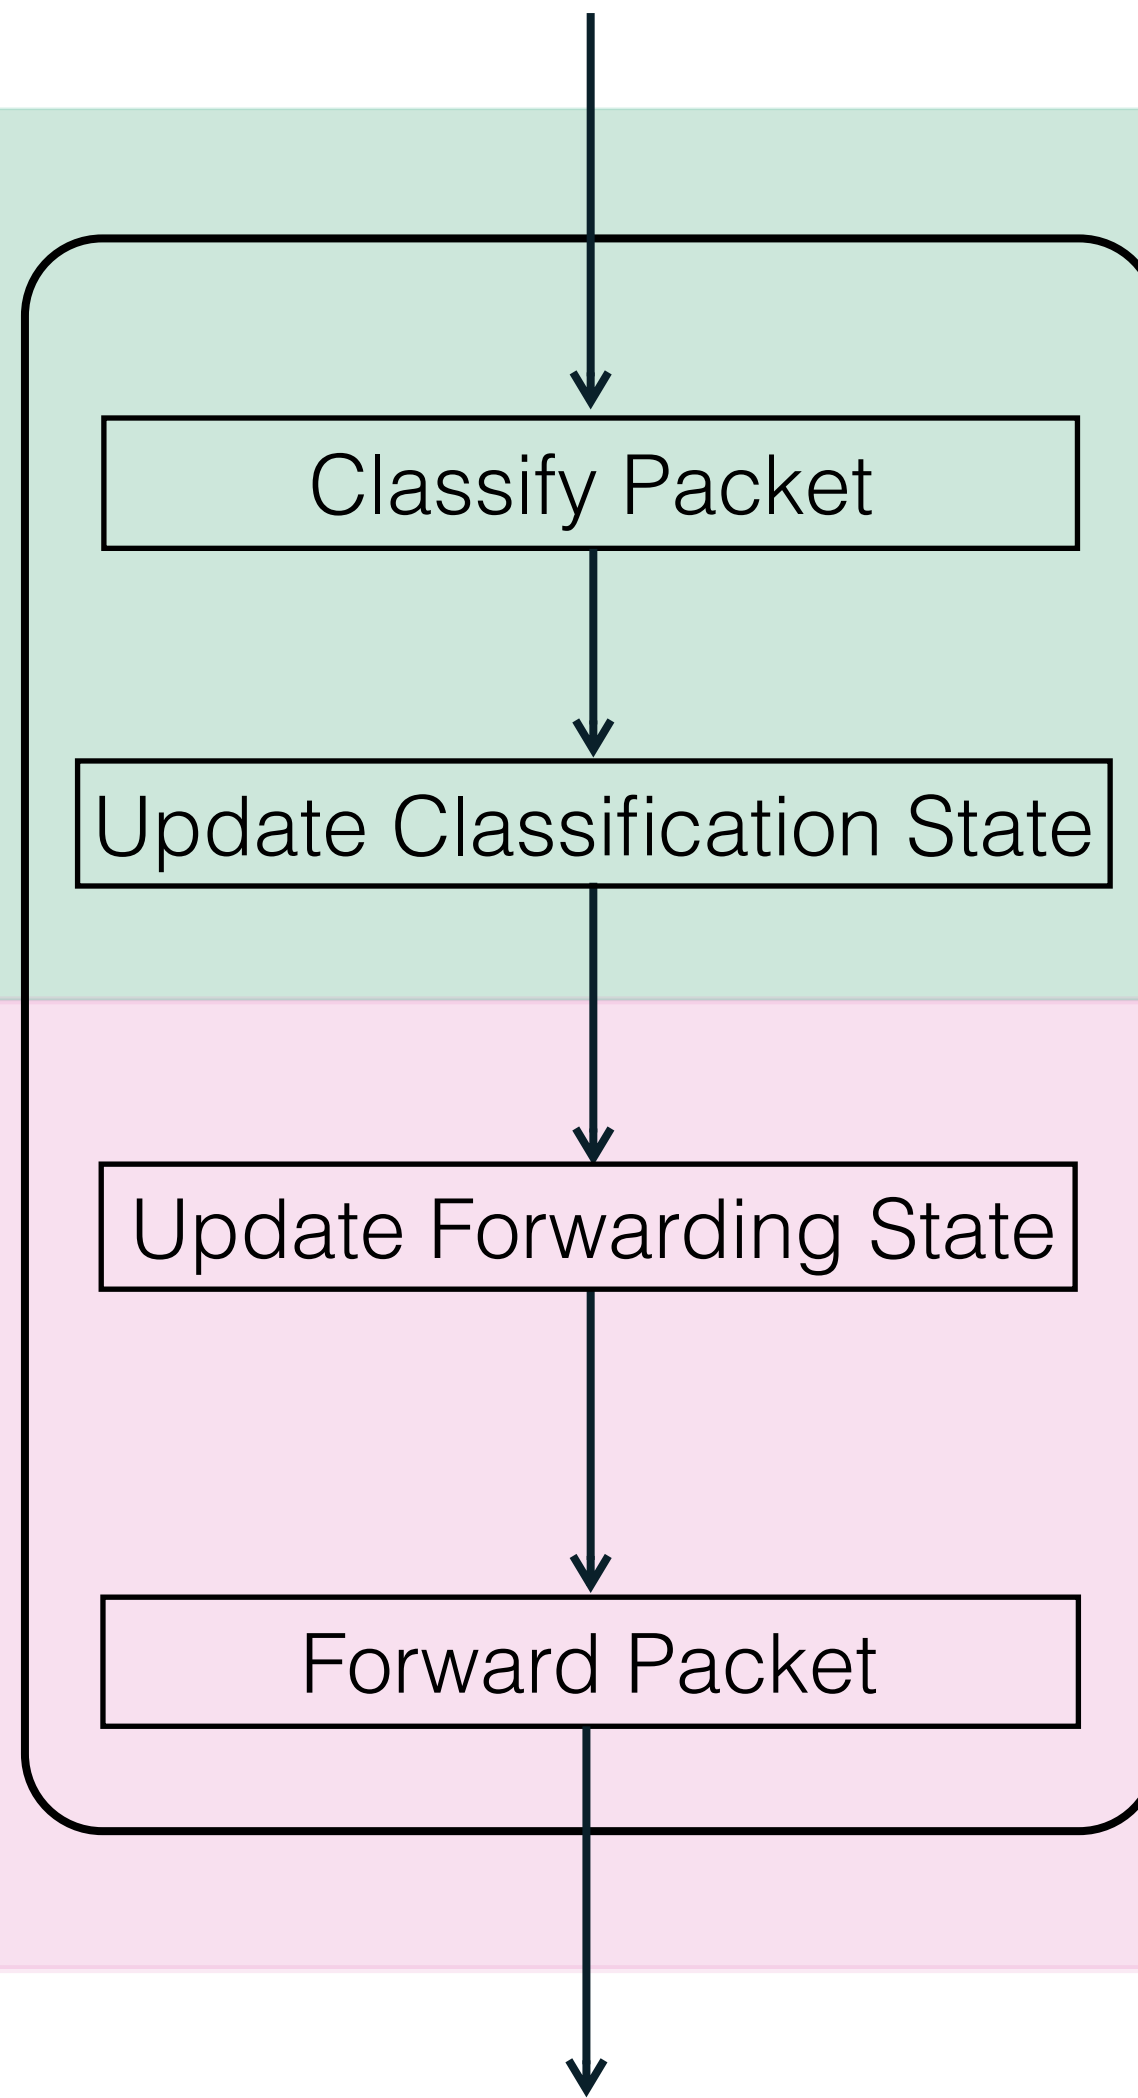 Classify Packet
Update Classification State
Update Forwarding State
Forward Packet